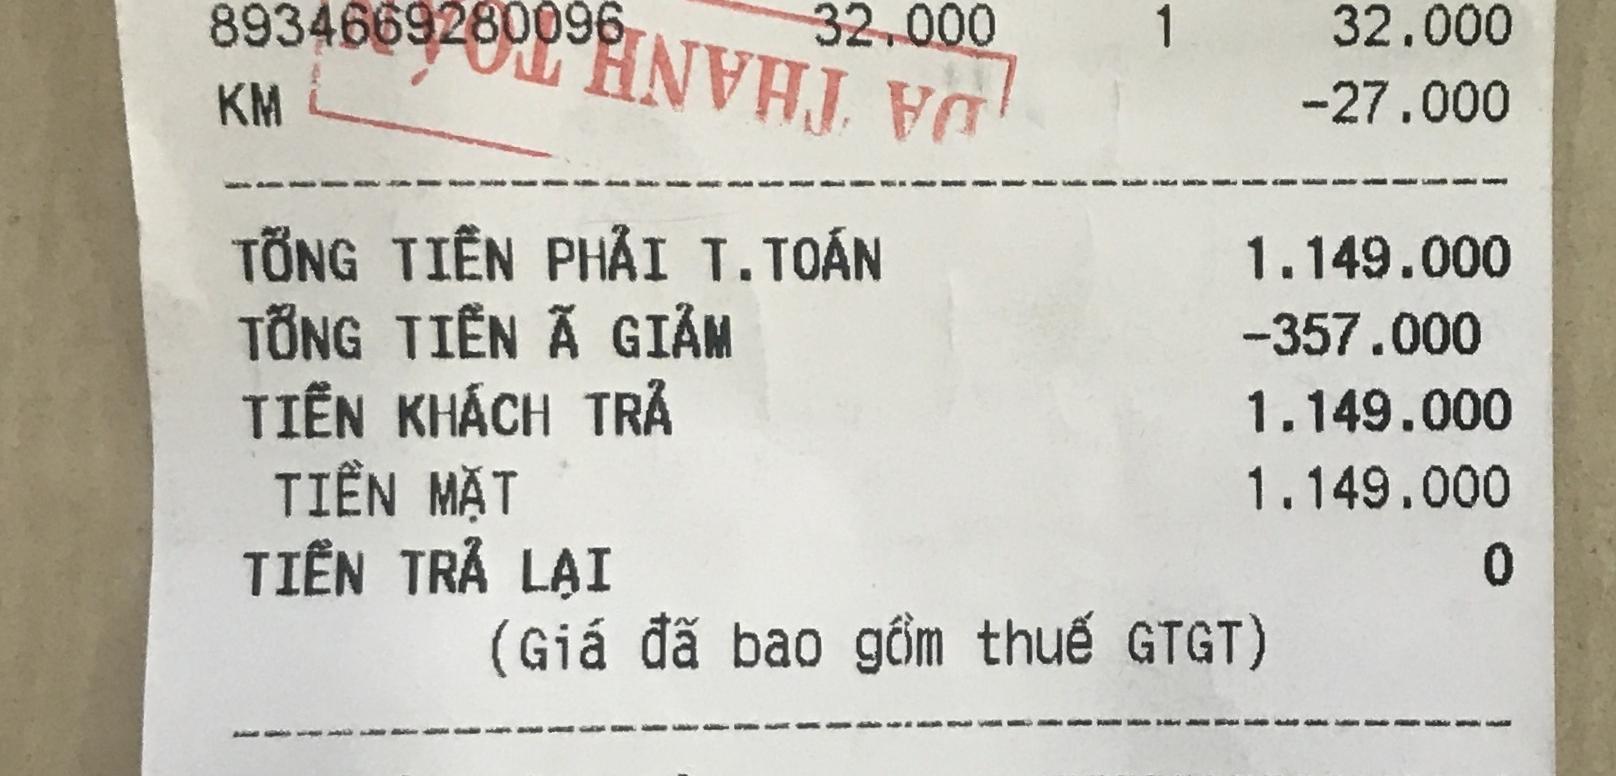 8934669280096 32.000 1 32.000
KM -27.000
ĐA THANH TOÁN
TỔNG TIỀN PHẢI T.TOÁN 1.149.000
TỔNG TIỀN Ã GIẢM -357.000
TIỀN KHÁCH TRẢ 1.149.000
TIỀN MẶT 1.149.000
TIỀN TRẢ LẠI 0
(Giá đã bao gồm thuế GTGT)